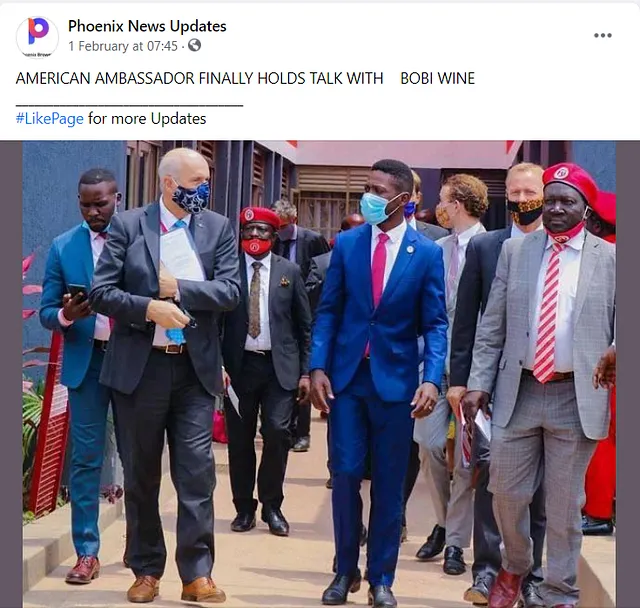 Phoenix News Updates
1 February at 07:45 ·
AMERICAN AMBASSADOR FINALLY HOLDS TALK WITH BOBI WINE
#LikePage for more Updates